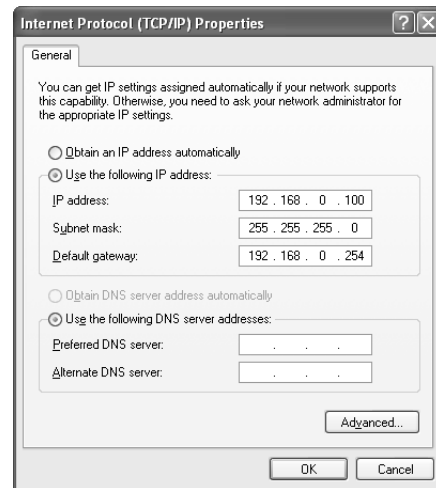 Internet Protocol (TCP/IP) Properties
General
You can get IP settings assigned automatically if your network supports
this capability. Otherwise, you need to ask your network administrator for
the appropriate IP settings.
Obtain an IP address automatically
Use the following IP address:
IP address: 192 . 168 . 0 . 100
Subnet mask: 255 . 255 . 255 . 0
Default gateway: 192 . 168 . 0 . 254
Obtain DNS server address automatically
Use the following DNS server addresses:
Preferred DNS server: . . .
Alternate DNS server: . . .
Advanced...
OK Cancel